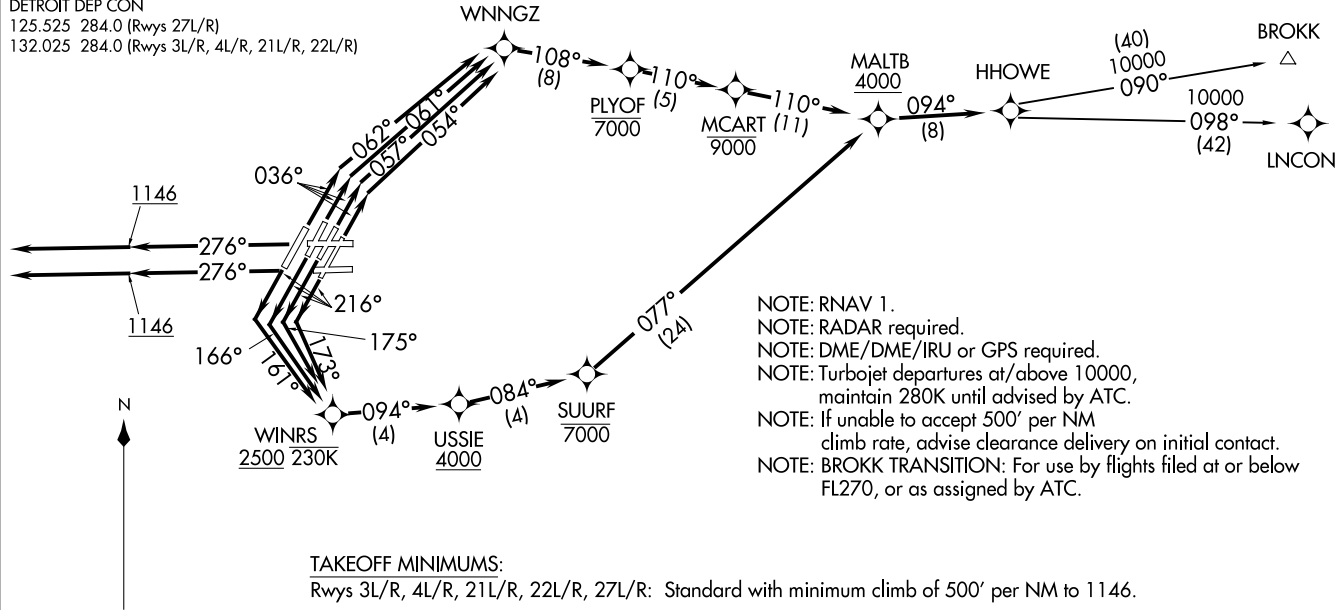 DETROIT DEP CON
125.525 284.0 (Rwys 27L/R)
132.025 284.0 (Rwys 3L/R, 4L/R, 21L/R, 22L/R)
WNNGZ
108°
(8)
PLYOF
7000
110°
(5)
MCART
9000
110°
(11)
MALTB
4000
094°
(8)
HHOWE
(40)
10000
090°
BROKK
10000
098°
(42)
LNCON
062°
061°
057°
054°
036°
1146
276°
276°
1146
216°
166°
161°
175°
173°
WINRS
2500 230K
094°
(4)
USSIE
4000
084°
(4)
SUURF
7000
077°
(24)
N
NOTE: RNAV 1.
NOTE: RADAR required.
NOTE: DME/DME/IRU or GPS required.
NOTE: Turbojet departures at/above 10000,
maintain 280K until advised by ATC.
NOTE: If unable to accept 500' per NM
climb rate, advise clearance delivery on initial contact.
NOTE: BROKK TRANSITION: For use by flights filed at or below
FL270, or as assigned by ATC.
TAKEOFF MINIMUMS:
Rwys 3L/R, 4L/R, 21L/R, 22L/R, 27L/R: Standard with minimum climb of 500' per NM to 1146.